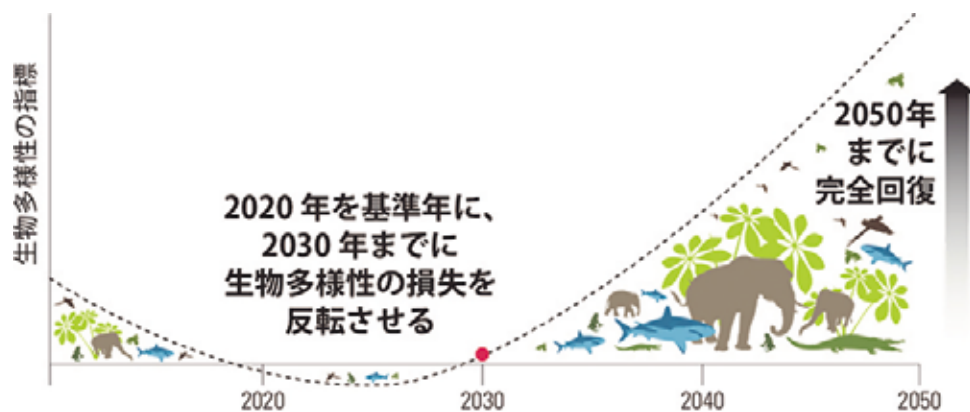 生物多様性の指標
2020 年を基準年に、
2030 年までに
生物多様性の損失を
反転させる
2050年
までに
完全回復
2020
2030
2040
2050